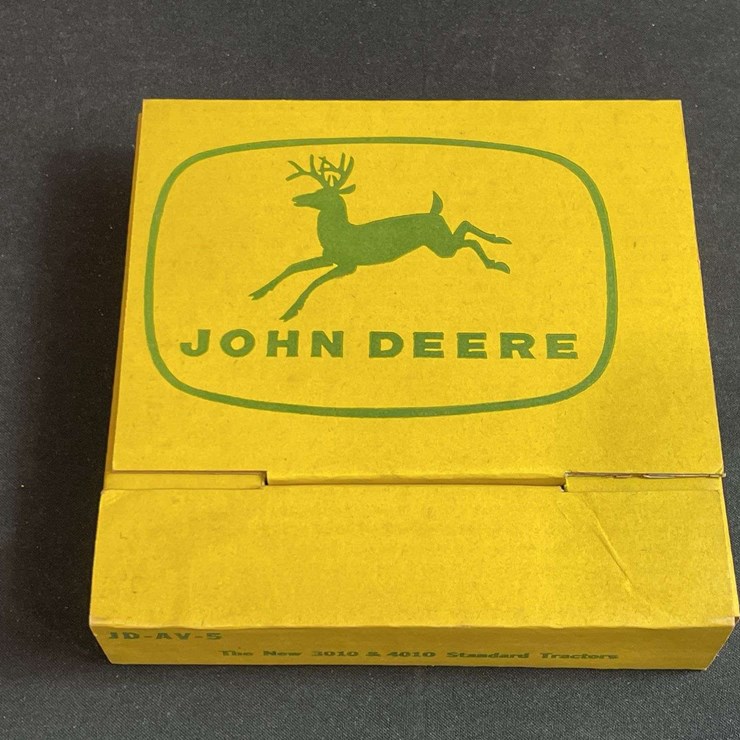 JOHN DEERE
JD-AV-5
The New 3010 & 4010 Standard Tractors